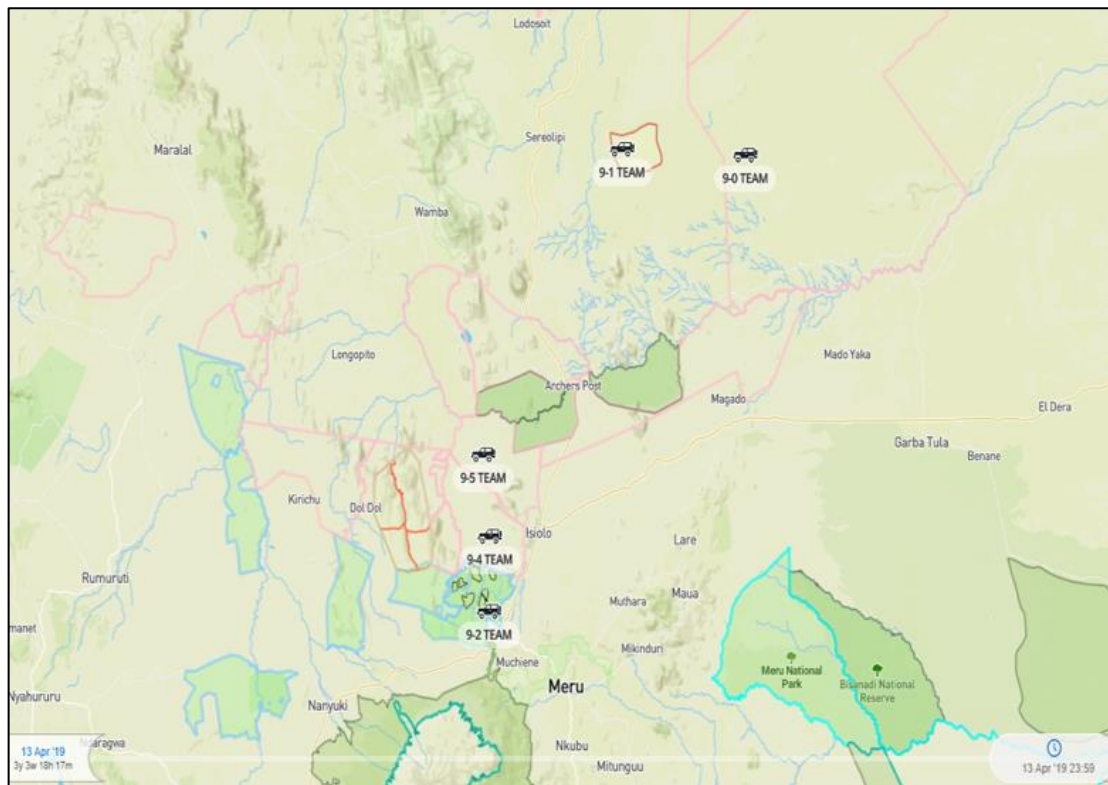 Lodosoit
Sereolipi
Maralal
9-1 TEAM
9-0 TEAM
Wamba
Longopito
Mado Yaka
Archers Post
Magado
El Dera
Garba Tula
Benane
9-5 TEAM
Kirichu
Dol Dol
Isiolo
Lare
9-4 TEAM
Rumuruti
Maua
Muthara
manet
9-2 TEAM
Mikinduri
Muchiene
Meru National
Park
Bisanadi National
Reserve
Meru
Nyahururu
Nanyuki
Ndaragwa
Nkubu
13 Apr '19
3y 3w 18h 17m
Mitunguu
13 Apr '19 23:59